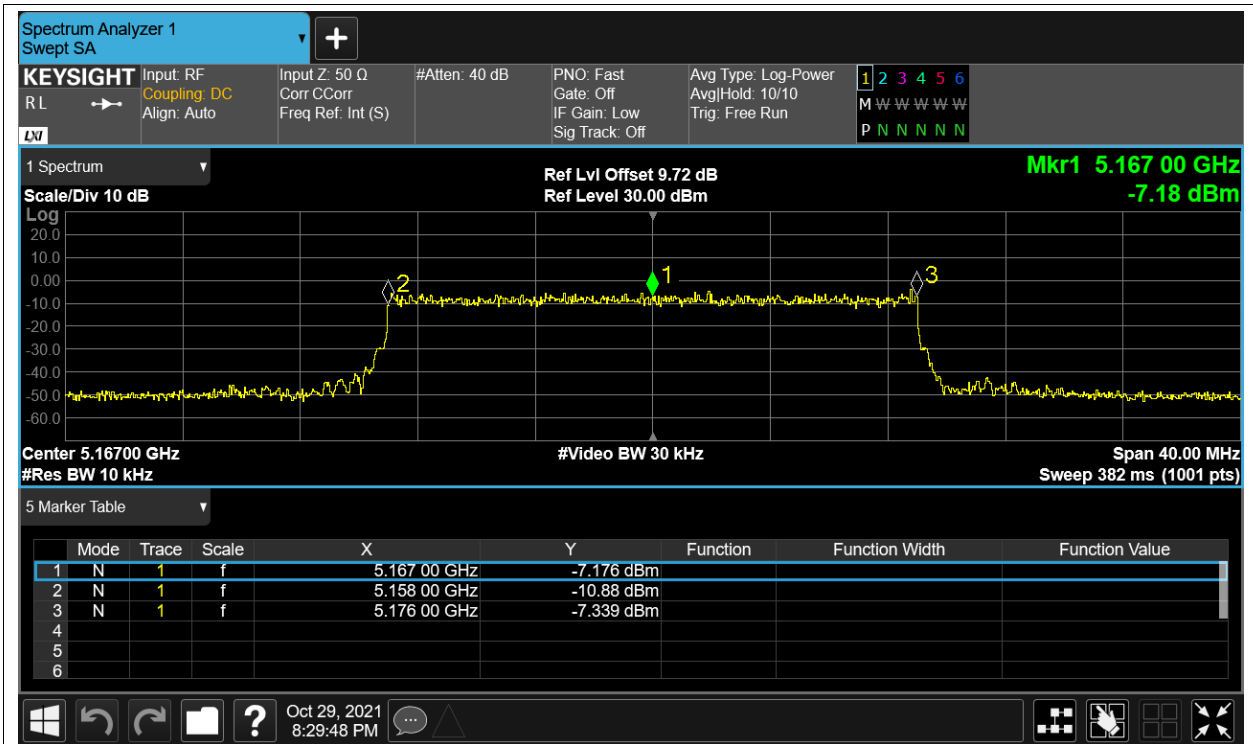 Spectrum Analyzer 1
Swept SA
KEYSIGHT
RL
LXI
Input: RF
Coupling: DC
Align: Auto
Input Z: 50 Ω
Corr CCorr
Freq Ref: Int (S)
#Atten: 40 dB
PNO: Fast
Gate: Off
IF Gain: Low
Sig Track: Off
Avg Type: Log-Power
Avg|Hold: 10/10
Trig: Free Run
1 2 3 4 5 6
M W W W W W
P N N N N N
1 Spectrum
Scale/Div 10 dB
Ref Lvl Offset 9.72 dB
Ref Level 30.00 dBm
Mkr1 5.167 00 GHz
-7.18 dBm
Log
20.0
10.0
0.00
-10.0
-20.0
-30.0
-40.0
-50.0
-60.0
2
1
3
Center 5.16700 GHz
#Res BW 10 kHz
#Video BW 30 kHz
Span 40.00 MHz
Sweep 382 ms (1001 pts)
5 Marker Table
Mode Trace Scale X Y Function Function Width Function Value
1 N 1 f 5.167 00 GHz -7.176 dBm
2 N 1 f 5.158 00 GHz -10.88 dBm
3 N 1 f 5.176 00 GHz -7.339 dBm
4
5
6
?
Oct 29, 2021
8:29:48 PM